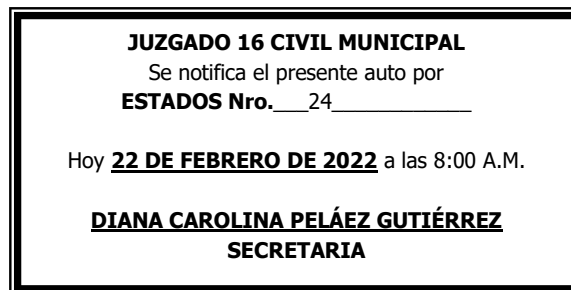 JUZGADO 16 CIVIL MUNICIPAL
Se notifica el presente auto por
ESTADOS Nro.___24____________
Hoy 22 DE FEBRERO DE 2022 a las 8:00 A.M.
DIANA CAROLINA PELÁEZ GUTIÉRREZ
SECRETARIA